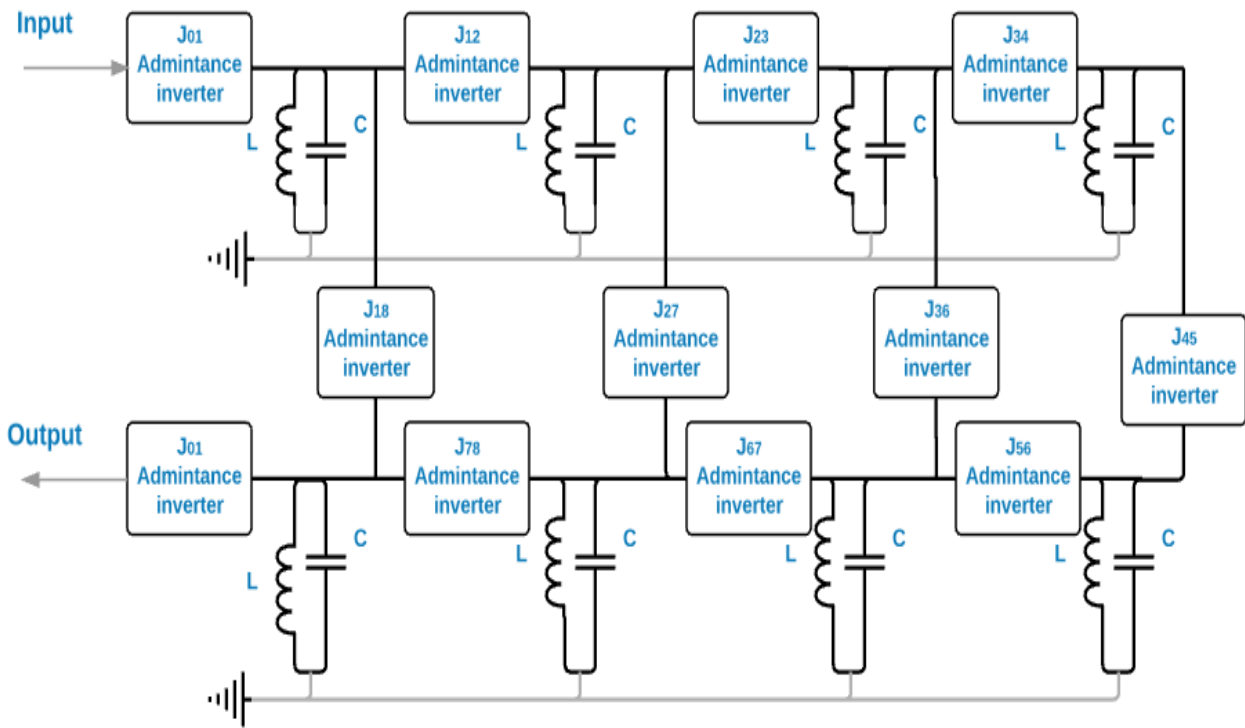 Input
J01
Admintance
inverter
J12
Admintance
inverter
J23
Admintance
inverter
J34
Admintance
inverter
L
C
L
C
L
C
L
C
J18
Admintance
inverter
J27
Admintance
inverter
J36
Admintance
inverter
J45
Admintance
inverter
Output
J01
Admintance
inverter
J78
Admintance
inverter
J67
Admintance
inverter
J56
Admintance
inverter
L
C
L
C
L
C
L
C